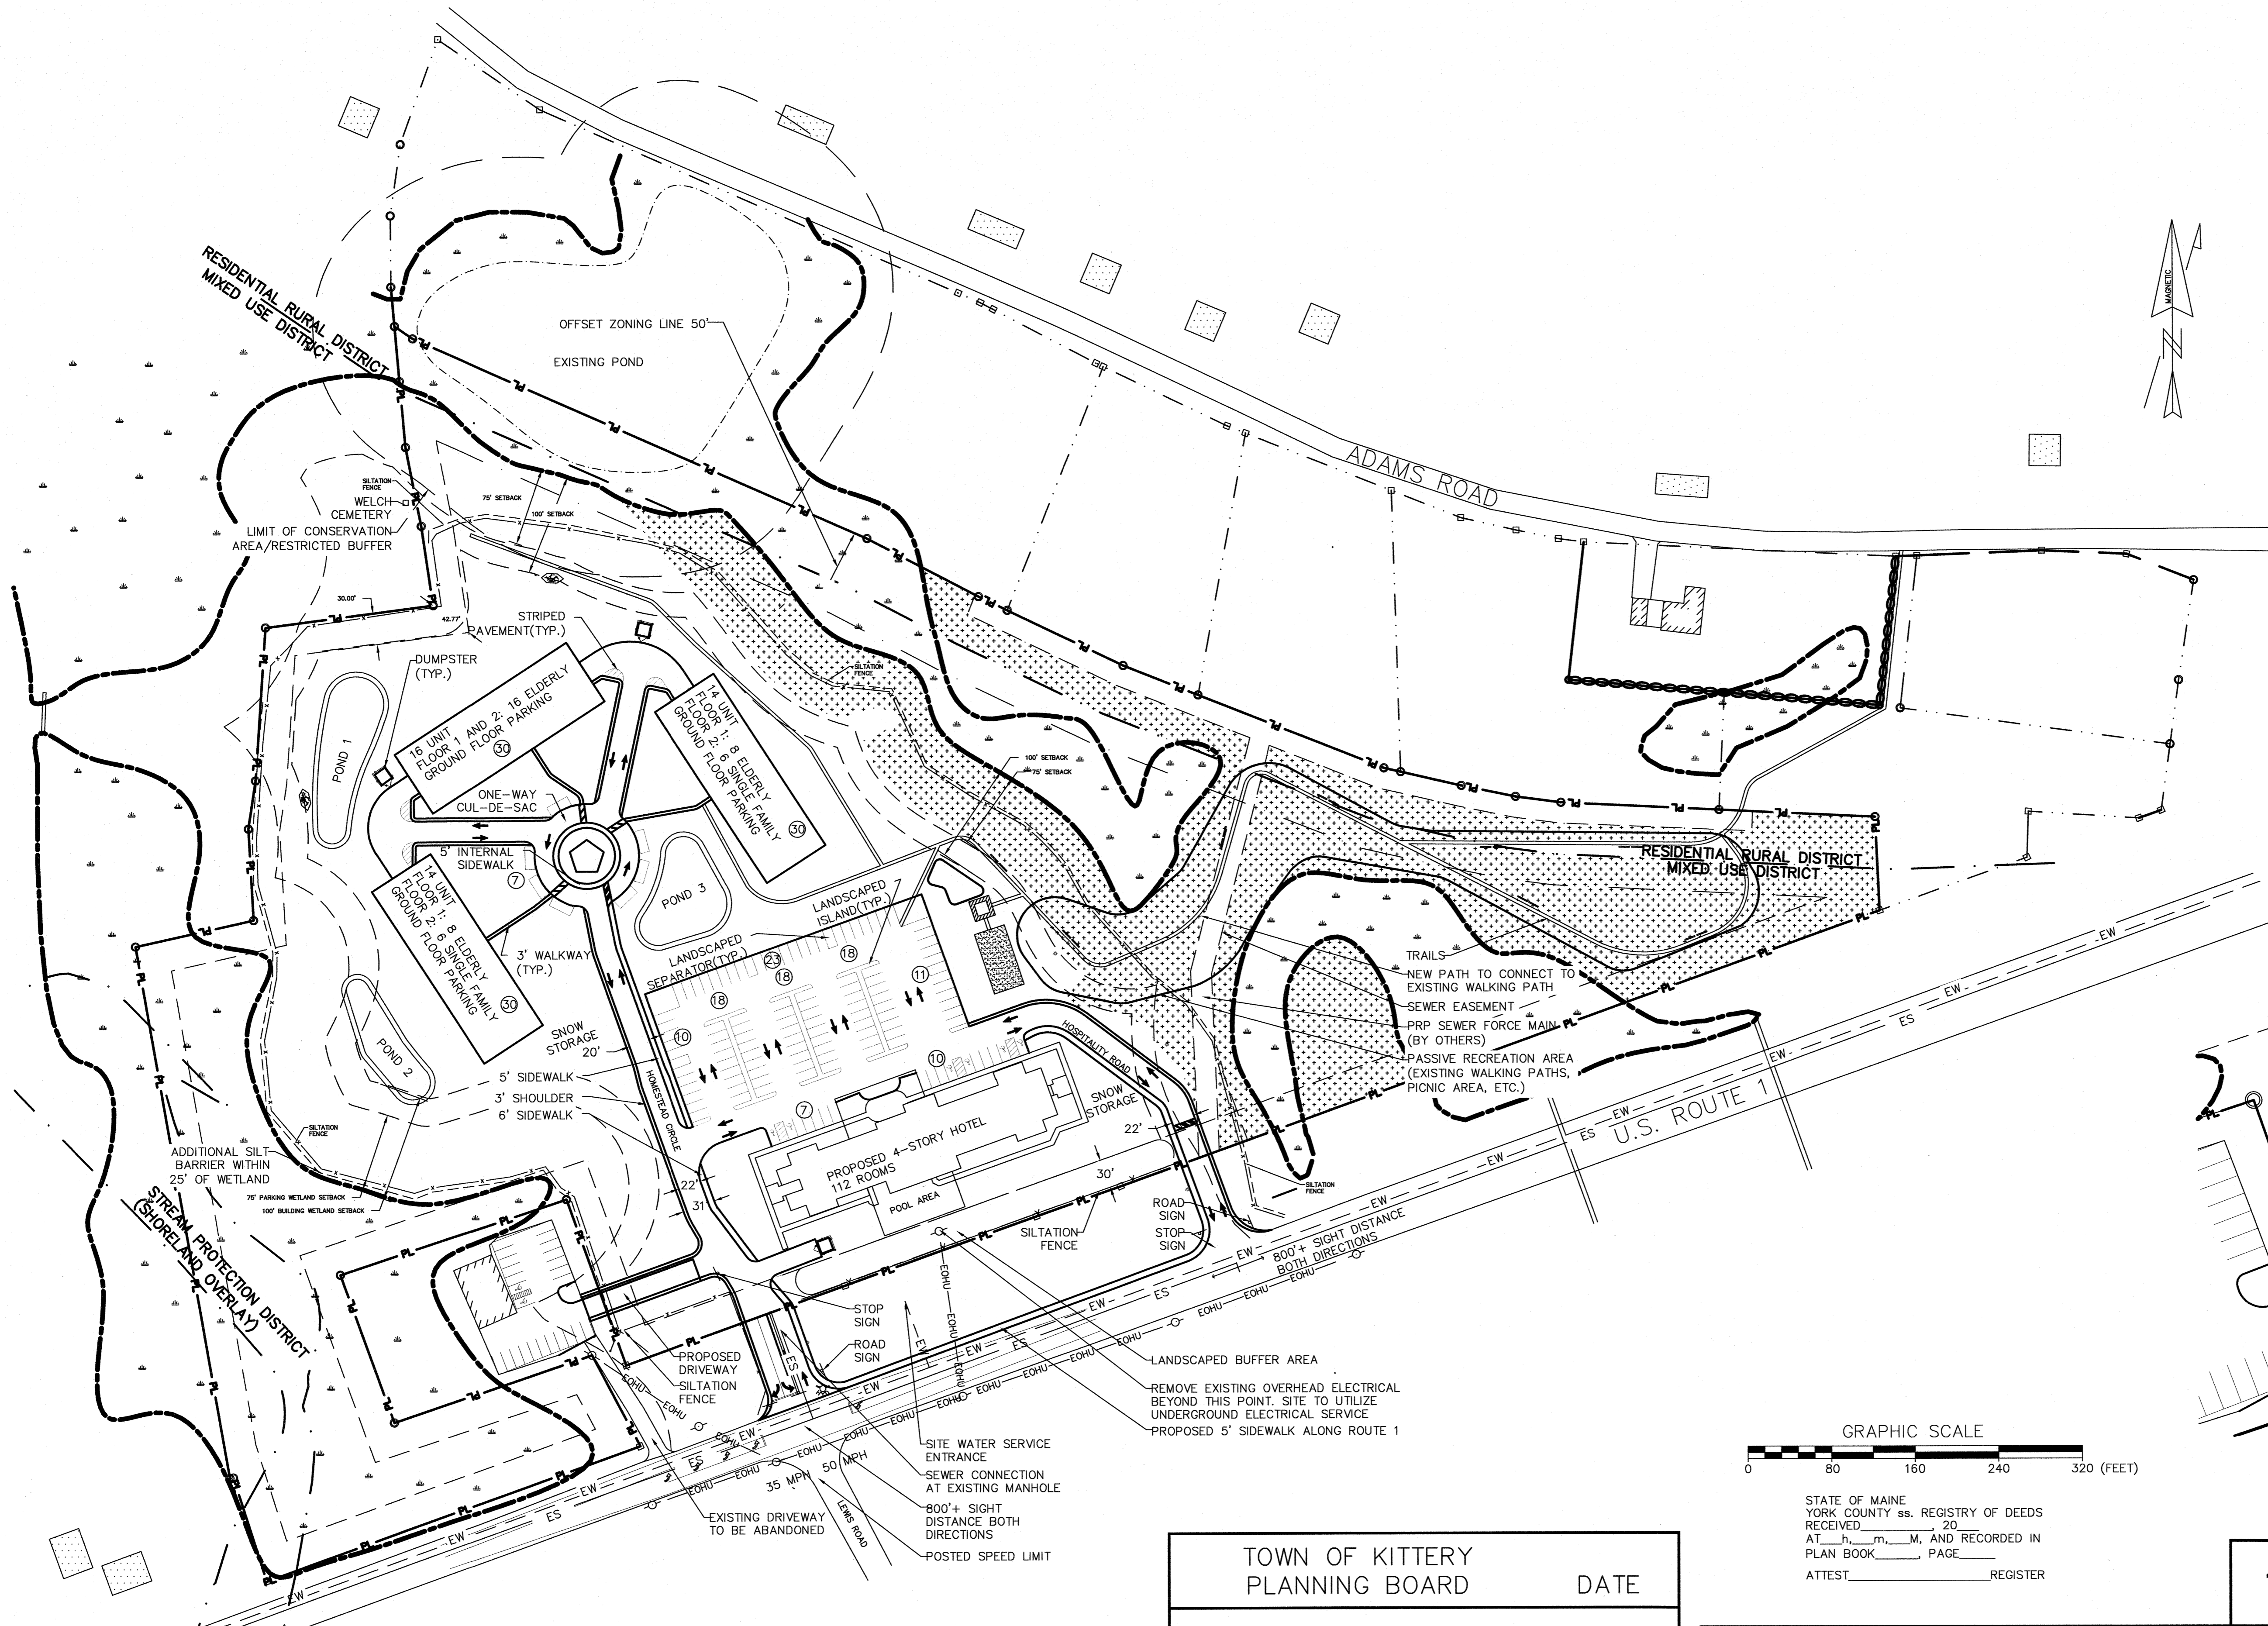 RESIDENTIAL RURAL DISTRICT
MIXED USE DISTRICT
OFFSET ZONING LINE 50'
EXISTING POND
MAGNETIC
N
ADAMS ROAD
SILTATION
FENCE
WELCH
CEMETERY
LIMIT OF CONSERVATION
AREA/RESTRICTED BUFFER
75' SETBACK
100' SETBACK
30.00'
42.77'
STRIPED
PAVEMENT(TYP.)
DUMPSTER
(TYP.)
SILTATION
FENCE
POND 1
16 UNIT
FLOOR 1 AND 2: 16 ELDERLY
GROUND FLOOR PARKING
30
14 UNIT
FLOOR 1: 8 ELDERLY
FLOOR 2: 6 SINGLE FAMILY
GROUND FLOOR PARKING
30
ONE-WAY
CUL-DE-SAC
5' INTERNAL
SIDEWALK
7
14 UNIT
FLOOR 1: 8 ELDERLY
FLOOR 2: 6 SINGLE FAMILY
GROUND FLOOR PARKING
30
POND 3
100' SETBACK
75' SETBACK
LANDSCAPED
ISLAND(TYP.)
LANDSCAPED
SEPARATOR(TYP.)
3' WALKWAY
(TYP.)
23
18
18
18
11
10
10
7
RESIDENTIAL RURAL DISTRICT
MIXED USE DISTRICT
TRAILS
NEW PATH TO CONNECT TO
EXISTING WALKING PATH
SEWER EASEMENT
PRP SEWER FORCE MAIN
(BY OTHERS)
PASSIVE RECREATION AREA
(EXISTING WALKING PATHS,
PICNIC AREA, ETC.)
POND 2
SNOW
STORAGE
20'
5' SIDEWALK
3' SHOULDER
6' SIDEWALK
HOMESTEAD CIRCLE
HOSPITALITY ROAD
SNOW
STORAGE
22'
PROPOSED 4-STORY HOTEL
112 ROOMS
POOL AREA
30'
22'
31'
SILTATION
FENCE
ADDITIONAL SILT
BARRIER WITHIN
25' OF WETLAND
75' PARKING WETLAND SETBACK
100' BUILDING WETLAND SETBACK
STREAM PROTECTION DISTRICT
(SHORELAND OVERLAY)
SILTATION
FENCE
ROAD
SIGN
STOP
SIGN
SILTATION
FENCE
800'+ SIGHT DISTANCE
BOTH DIRECTIONS
U.S. ROUTE 1
STOP
SIGN
ROAD
SIGN
PROPOSED
DRIVEWAY
SILTATION
FENCE
LANDSCAPED BUFFER AREA
REMOVE EXISTING OVERHEAD ELECTRICAL
BEYOND THIS POINT. SITE TO UTILIZE
UNDERGROUND ELECTRICAL SERVICE
PROPOSED 5' SIDEWALK ALONG ROUTE 1
SITE WATER SERVICE
ENTRANCE
SEWER CONNECTION
AT EXISTING MANHOLE
800'+ SIGHT
DISTANCE BOTH
DIRECTIONS
POSTED SPEED LIMIT
35 MPH 50 MPH
LEWIS ROAD
EXISTING DRIVEWAY
TO BE ABANDONED
PL
EW
ES
EOHU
GRAPHIC SCALE
0 80 160 240 320 (FEET)
STATE OF MAINE
YORK COUNTY ss. REGISTRY OF DEEDS
RECEIVED__________, 20___
AT___h,___m,___M, AND RECORDED IN
PLAN BOOK______, PAGE_____
ATTEST____________________REGISTER
TOWN OF KITTERY
PLANNING BOARD DATE